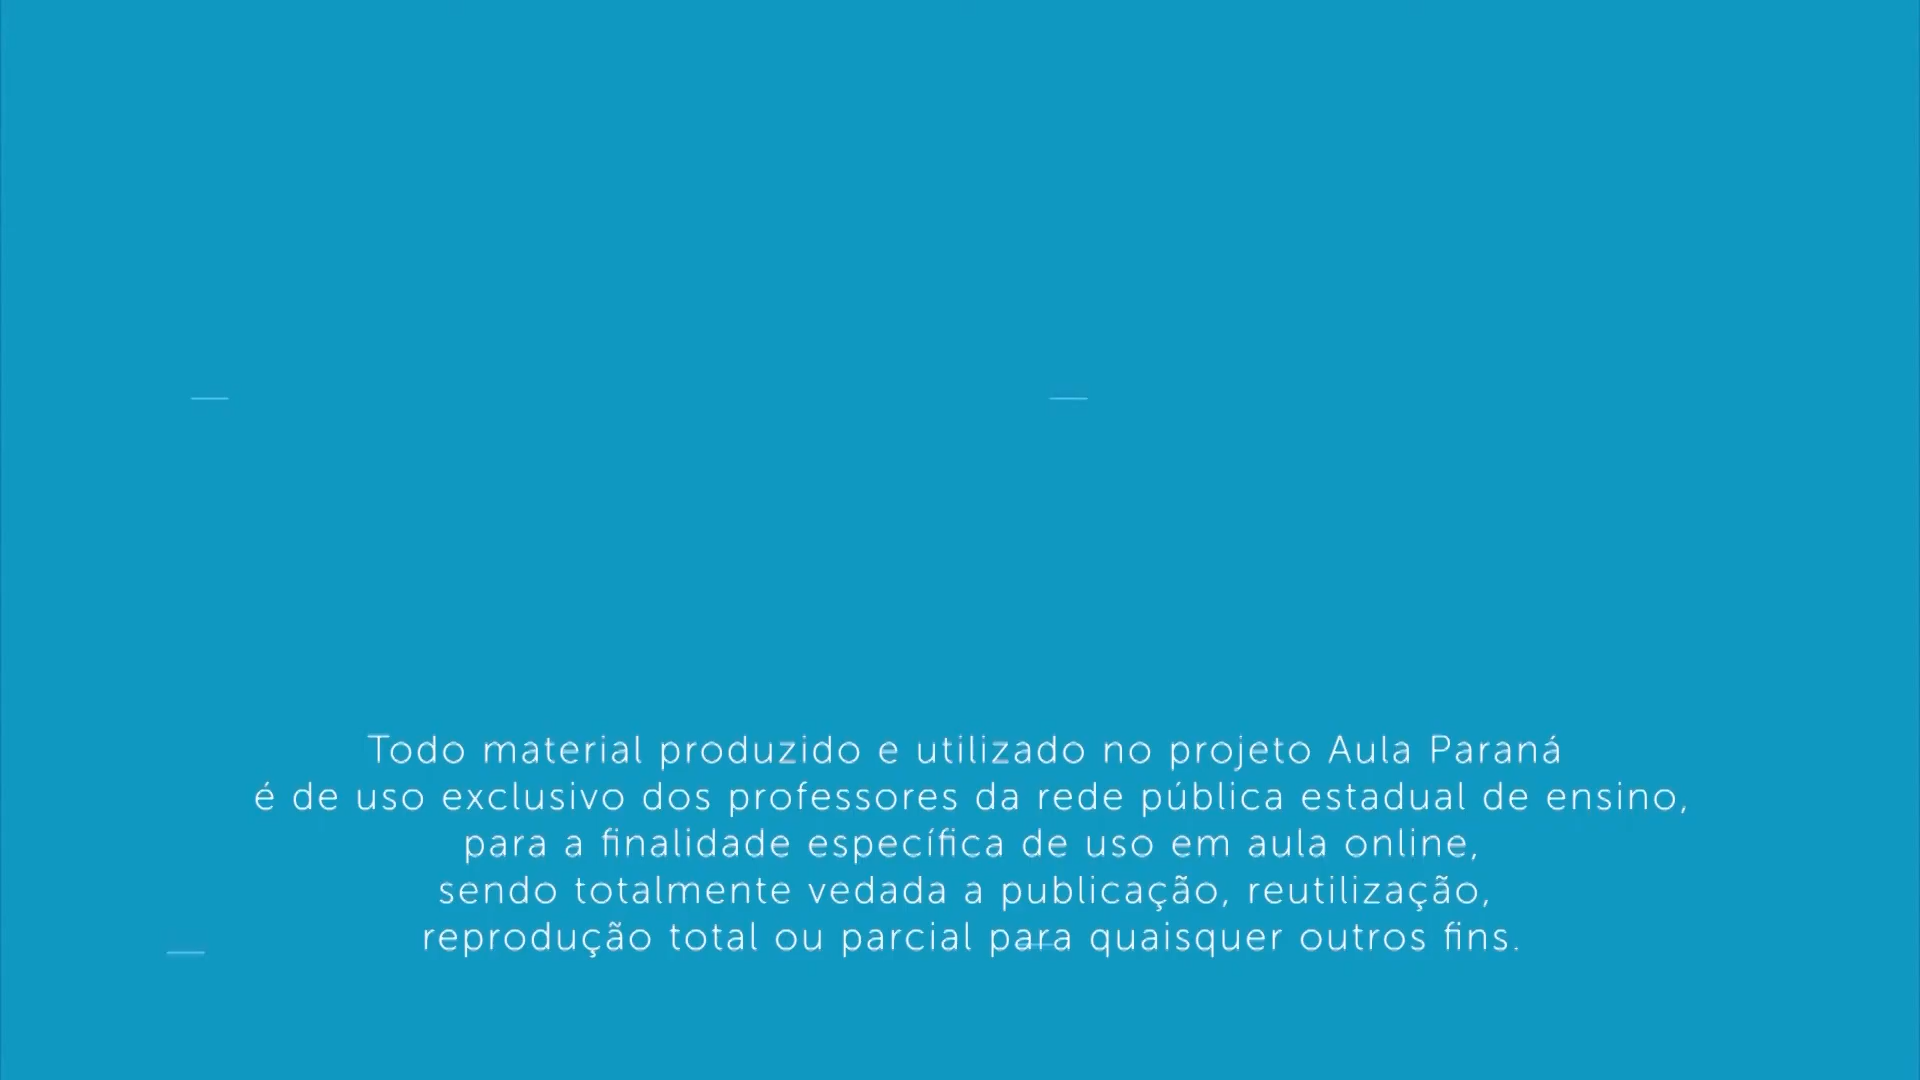 Todo material produzido e utilizado no projeto Aula Paraná
é de uso exclusivo dos professores da rede pública estadual de ensino,
para a finalidade específica de uso em aula online,
sendo totalmente vedada a publicação, reutilização,
reprodução total ou parcial para quaisquer outros fins.